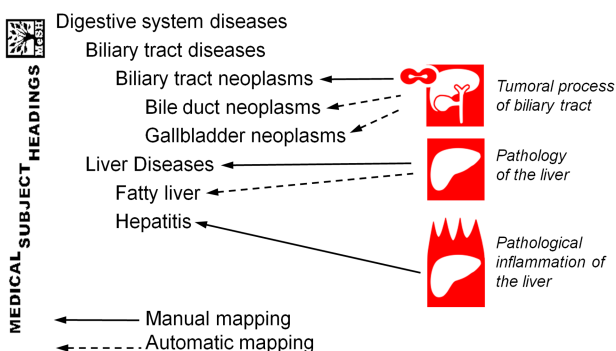 MeSH
MEDICAL SUBJECT HEADINGS
Digestive system diseases
Biliary tract diseases
Biliary tract neoplasms
Bile duct neoplasms
Gallbladder neoplasms
Liver Diseases
Fatty liver
Hepatitis
Tumoral process
of biliary tract
Pathology
of the liver
Pathological
inflammation of
the liver
Manual mapping
Automatic mapping